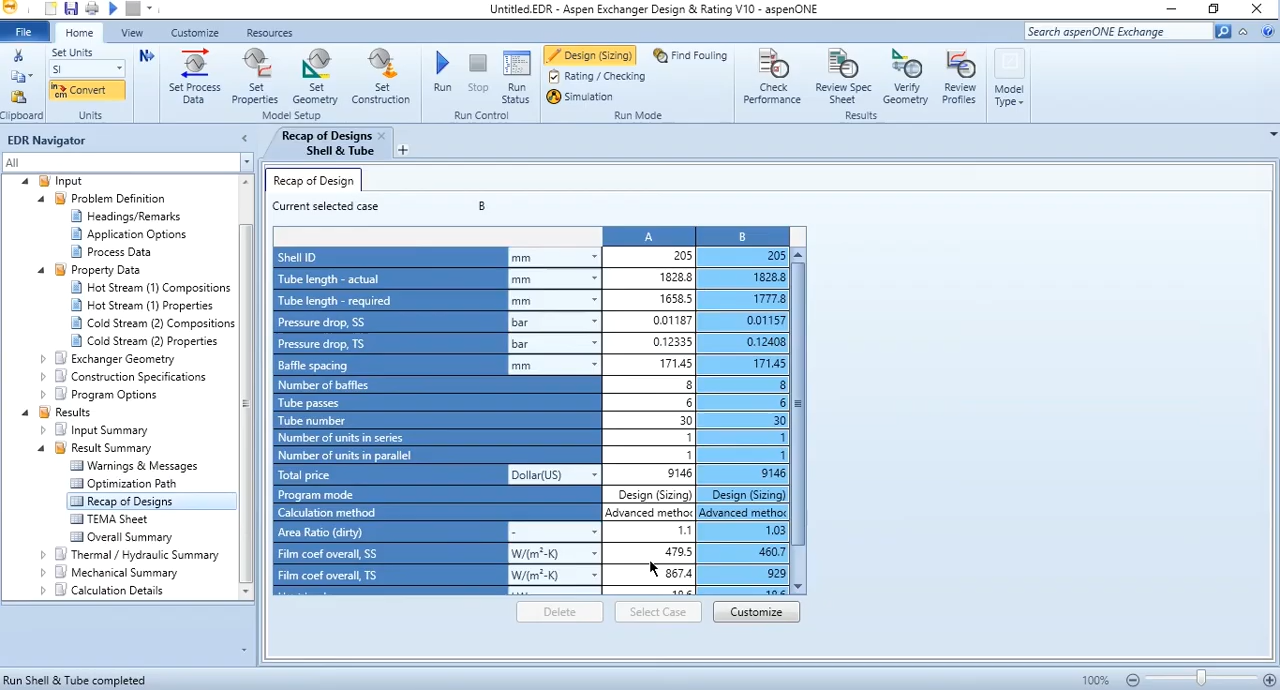 Untitled.EDR - Aspen Exchanger Design & Rating V10 - aspenONE
File Home View Customize Resources Search aspenONE Exchange
Set Units
SI
Convert
Clipboard Units
Set Process Data
Set Properties
Set Geometry
Set Construction
Model Setup
Run
Stop
Run Status
Run Control
Design (Sizing)
Rating / Checking
Simulation
Find Fouling
Run Mode
Check Performance
Review Spec Sheet
Verify Geometry
Review Profiles
Results
Model Type
EDR Navigator
All
Input
Problem Definition
Headings/Remarks
Application Options
Process Data
Property Data
Hot Stream (1) Compositions
Hot Stream (1) Properties
Cold Stream (2) Compositions
Cold Stream (2) Properties
Exchanger Geometry
Construction Specifications
Program Options
Results
Input Summary
Result Summary
Warnings & Messages
Optimization Path
Recap of Designs
TEMA Sheet
Overall Summary
Thermal / Hydraulic Summary
Mechanical Summary
Calculation Details
Recap of Designs
Shell & Tube
Recap of Design
Current selected case B
A B
Shell ID mm 205 205
Tube length - actual mm 1828.8 1828.8
Tube length - required mm 1658.5 1777.8
Pressure drop, SS bar 0.01187 0.01157
Pressure drop, TS bar 0.12335 0.12408
Baffle spacing mm 171.45 171.45
Number of baffles 8 8
Tube passes 6 6
Tube number 30 30
Number of units in series 1 1
Number of units in parallel 1 1
Total price Dollar(US) 9146 9146
Program mode Design (Sizing) Design (Sizing)
Calculation method Advanced method Advanced method
Area Ratio (dirty) - 1.1 1.03
Film coef overall, SS W/(m²-K) 479.5 460.7
Film coef overall, TS W/(m²-K) 867.4 929
Delete Select Case Customize
Run Shell & Tube completed 100%